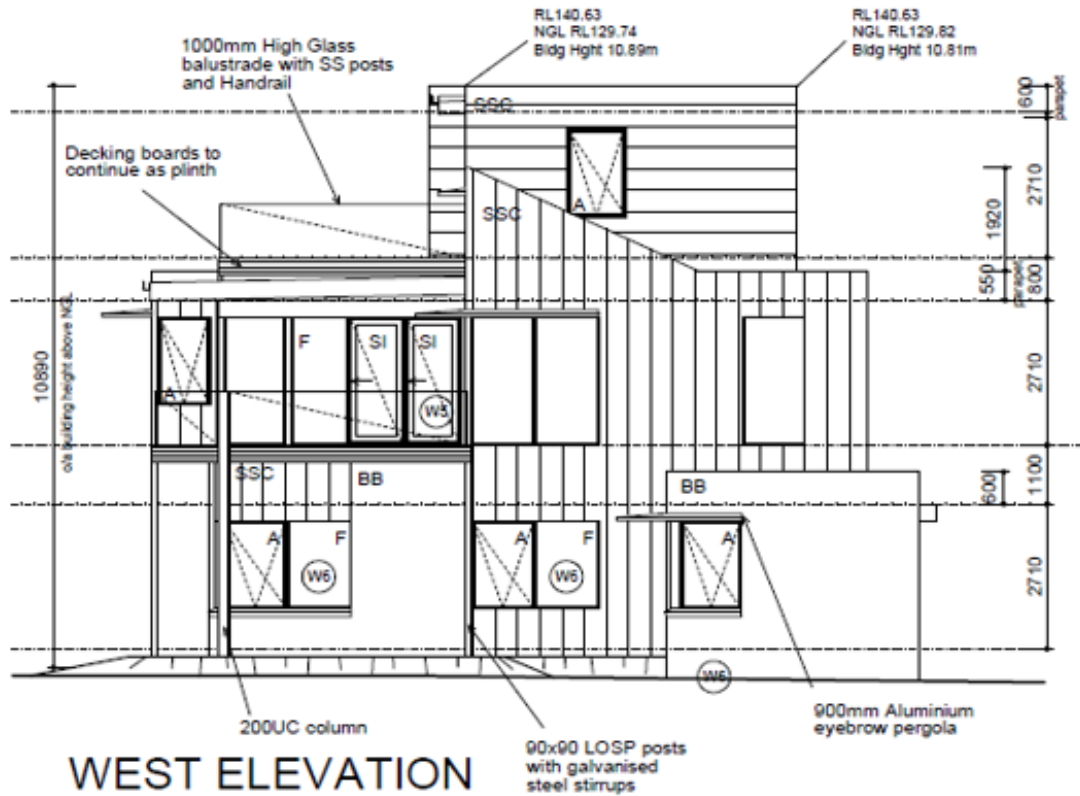 RL140.63
NGL RL129.74
Bldg Hght 10.89m
RL140.63
NGL RL129.82
Bldg Hght 10.81m
1000mm High Glass
balustrade with SS posts
and Handrail
Decking boards to
continue as plinth
SSC
600
parapet
A
2710
SSC
1920
550
parapet
800
10890
o/a building height above NGL
F
SI
SI
A
W5
2710
SSC
BB
BB
600
1100
A
F
A
F
A
W6
W6
2710
W6
200UC column
90x90 LOSP posts
with galvanised
steel stirrups
900mm Aluminium
eyebrow pergola
WEST ELEVATION